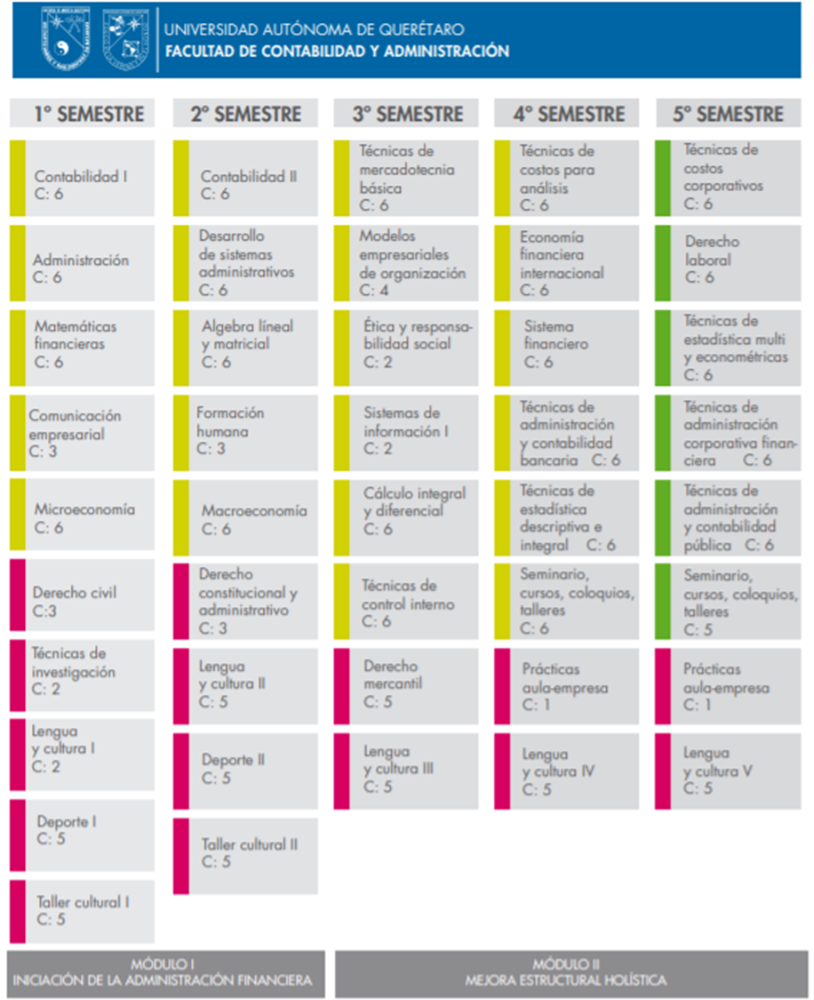 UNIVERSIDAD AUTÓNOMA DE QUERÉTARO
FACULTAD DE CONTABILIDAD Y ADMINISTRACIÓN
1º SEMESTRE
Contabilidad I
C: 6
Administración
C: 6
Matemáticas
financieras
C: 6
Comunicación
empresarial
C: 3
Microeconomía
C: 6
Derecho civil
C:3
Técnicas de
investigación
C: 2
Lengua
y cultura I
C: 2
Deporte I
C: 5
Taller cultural I
C: 5
2º SEMESTRE
Contabilidad II
C: 6
Desarrollo
de sistemas
administrativos
C: 6
Algebra líneal
y matricial
C: 6
Formación
humana
C: 3
Macroeconomía
C: 6
Derecho
constitucional y
administrativo
C: 3
Lengua
y cultura II
C: 5
Deporte II
C: 5
Taller cultural II
C: 5
3º SEMESTRE
Técnicas de
mercadotecnia
básica
C: 6
Modelos
empresariales
de organización
C: 4
Ética y responsa-
bilidad social
C: 2
Sistemas de
información I
C: 2
Cálculo integral
y diferencial
C: 6
Técnicas de
control interno
C: 6
Derecho
mercantil
C: 5
Lengua
y cultura III
C: 5
4º SEMESTRE
Técnicas de
costos para
análisis
C: 6
Economía
financiera
internacional
C: 6
Sistema
financiero
C: 6
Técnicas de
administración
y contabilidad
bancaria C: 6
Técnicas de
estadística
descriptiva e
integral C: 6
Seminario,
cursos, coloquios,
talleres
C: 6
Prácticas
aula-empresa
C: 1
Lengua
y cultura IV
C: 5
5º SEMESTRE
Técnicas de
costos
corporativos
C: 6
Derecho
laboral
C: 6
Técnicas de
estadística multi
y econométricas
C: 6
Técnicas de
administración
corporativa finan-
ciera C: 6
Técnicas de
administración
y contabilidad
pública C: 6
Seminario,
cursos, coloquios,
talleres
C: 5
Prácticas
aula-empresa
C: 1
Lengua
y cultura V
C: 5
MÓDULO I
INICIACIÓN DE LA ADMINISTRACIÓN FINANCIERA
MÓDULO II
MEJORA ESTRUCTURAL HOLÍSTICA